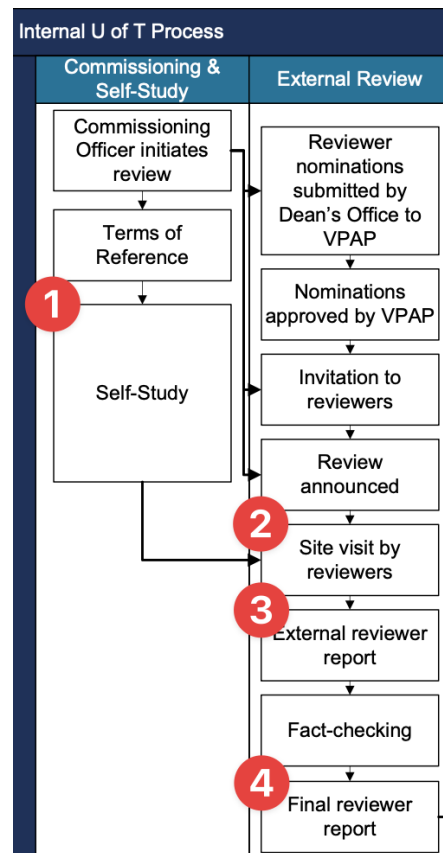 Internal U of T Process
Commissioning &
Self-Study
External Review
Commissioning
Officer initiates
review
Terms of
Reference
1
Self-Study
Reviewer
nominations
submitted by
Dean's Office to
VPAP
Nominations
approved by VPAP
Invitation to
reviewers
Review
announced
2
Site visit by
reviewers
3
External reviewer
report
Fact-checking
4
Final reviewer
report